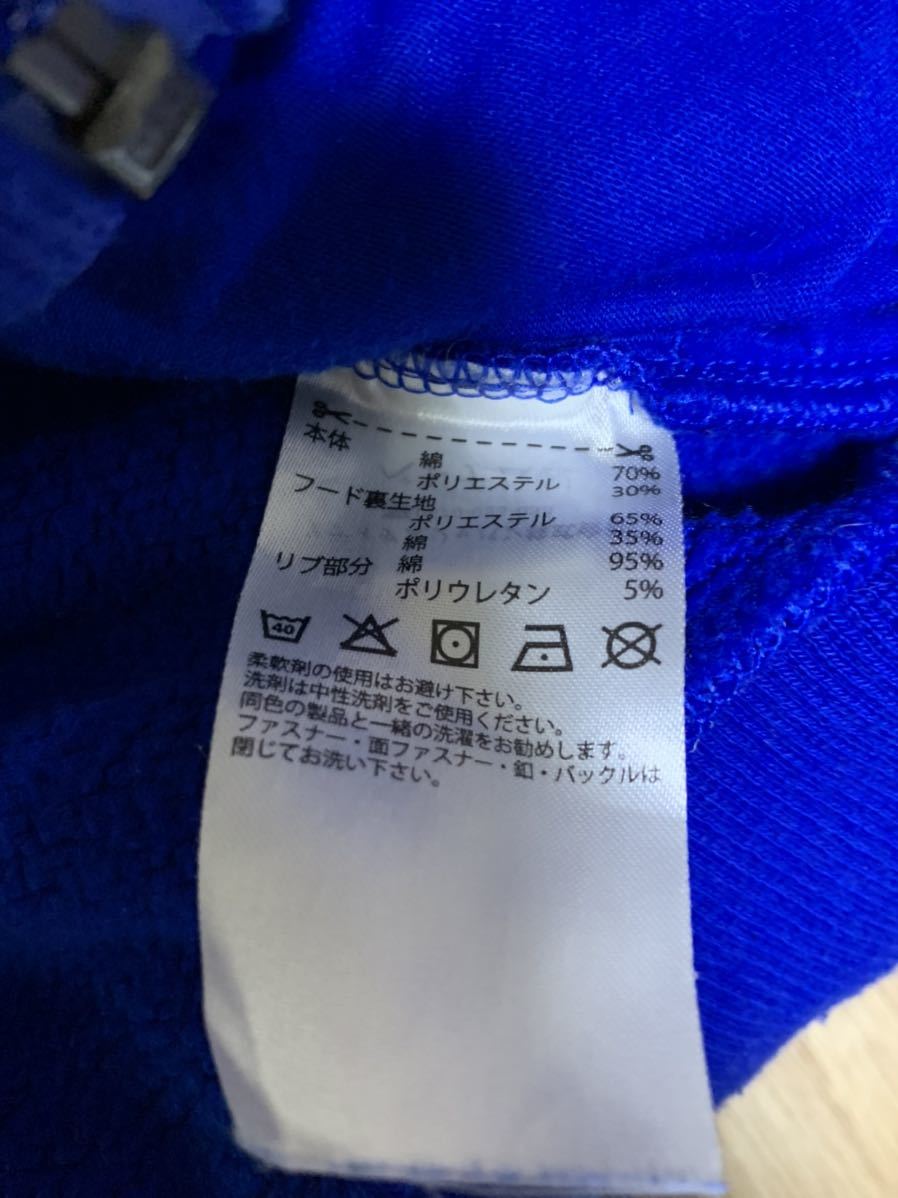 本体
綿 70%
ポリエステル 30%
フード裏生地
ポリエステル 65%
綿 35%
リブ部分 綿 95%
ポリウレタン 5%
40
柔軟剤の使用はお避け下さい。
洗剤は中性洗剤をご使用ください。
同色の製品と一緒の洗濯をお勧めします。
ファスナー・面ファスナー・釦・バックルは
閉じてお洗い下さい。